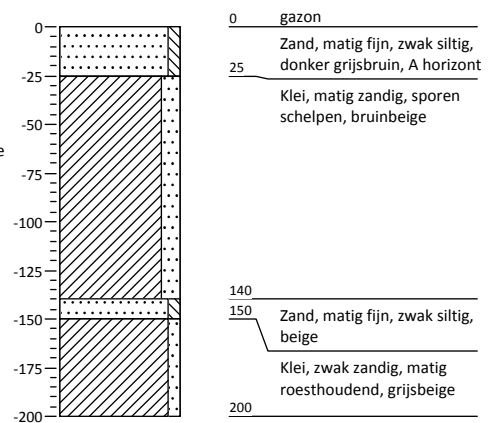 0
-25
-50
e
-75
-100
-125
-150
-175
-200
0 gazon
Zand, matig fijn, zwak siltig,
donker grijsbruin, A horizont
25
Klei, matig zandig, sporen
schelpen, bruinbeige
140
150
Zand, matig fijn, zwak siltig,
beige
Klei, zwak zandig, matig
roesthoudend, grijsbeige
200